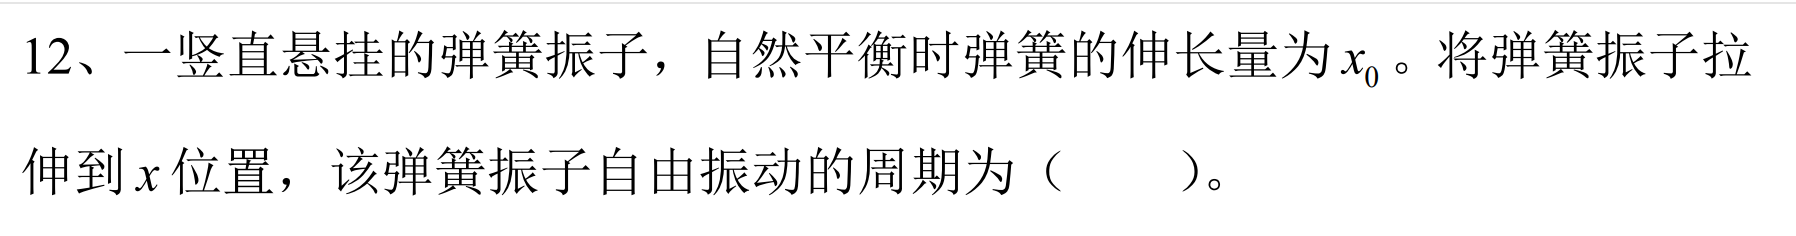 12、一竖直悬挂的弹簧振子，自然平衡时弹簧的伸长量为x₀。将弹簧振子拉
伸到x位置，该弹簧振子自由振动的周期为（　　）。